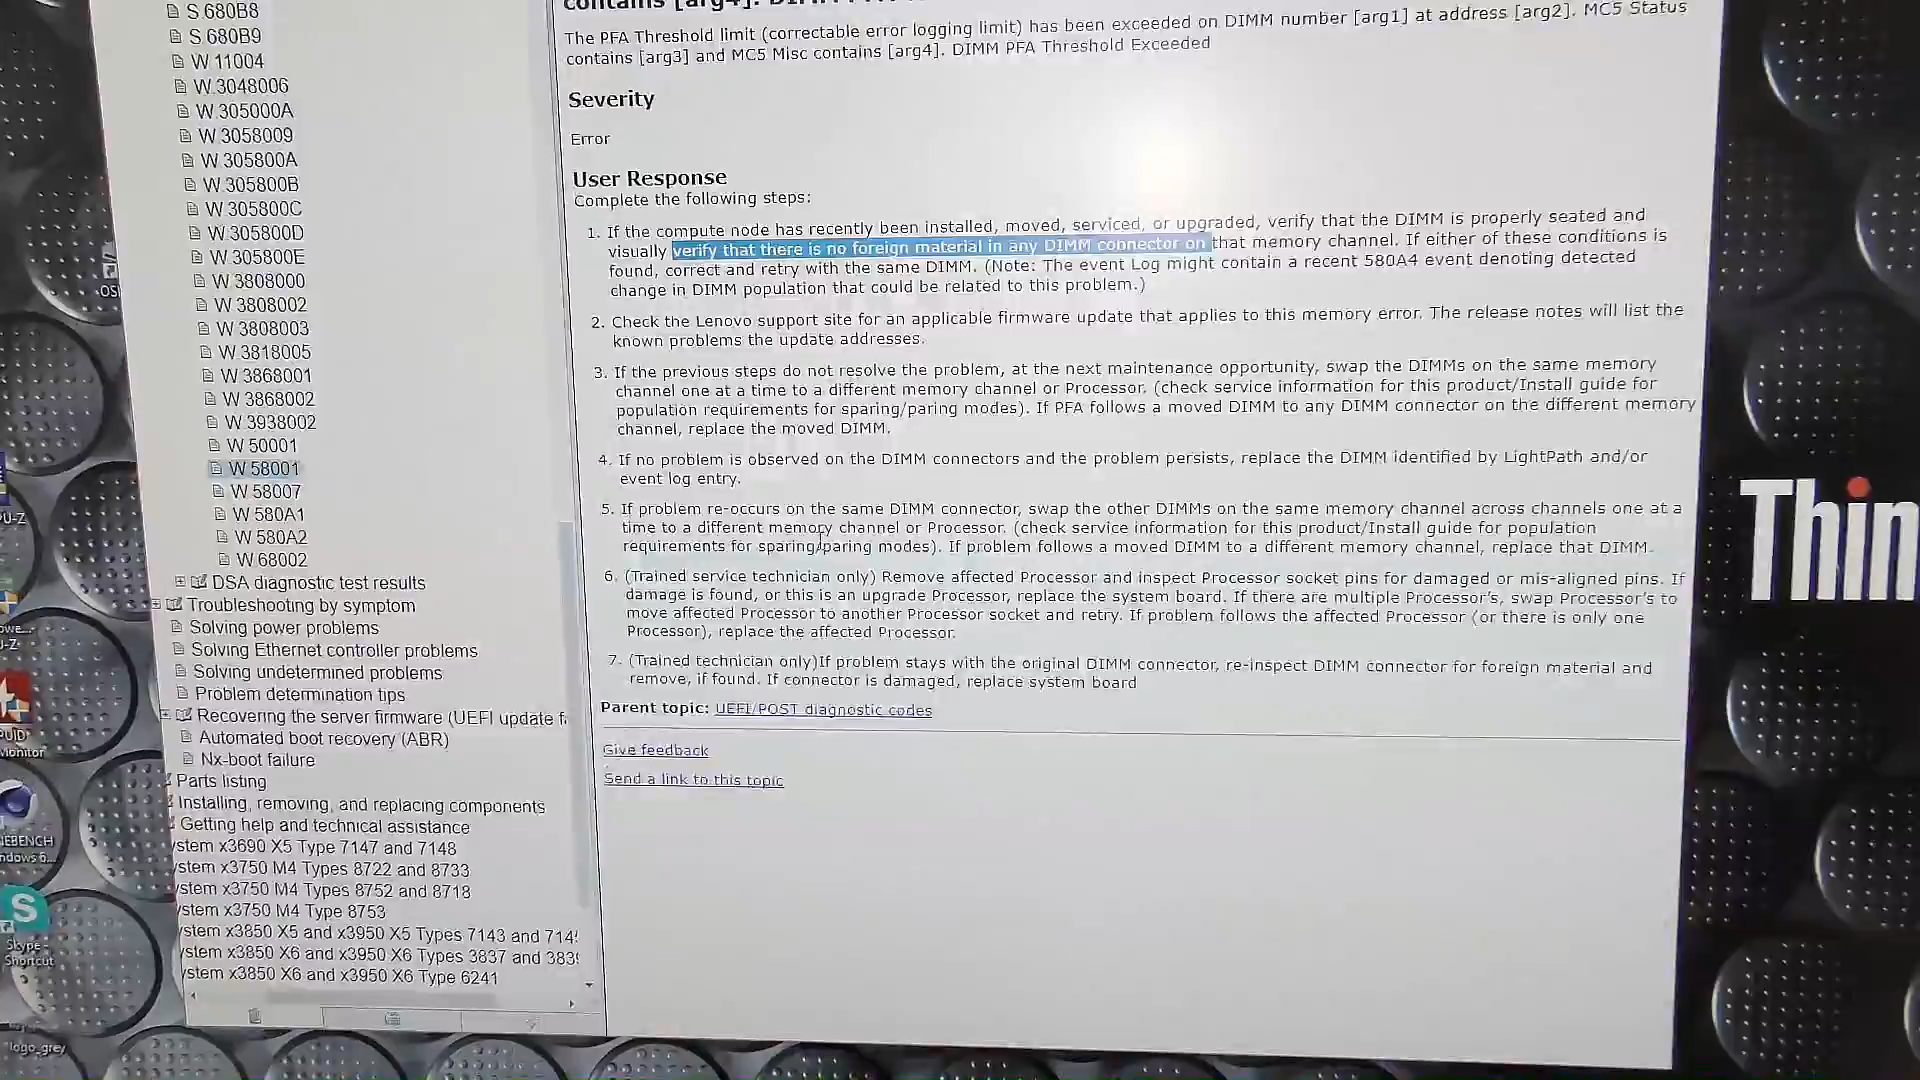 S.680B8
S.680B9
W.11004
W.3048006
W.305000A
W.3058009
W.305800A
W.305800B
W.305800C
W.305800D
W.305800E
W.3808000
W.3808002
W.3808003
W.3818005
W.3868001
W.3868002
W.3938002
W.50001
W.58001
W.58007
W.580A1
W.580A2
W.68002
DSA diagnostic test results
Troubleshooting by symptom
Solving power problems
Solving Ethernet controller problems
Solving undetermined problems
Problem determination tips
Recovering the server firmware (UEFI update f
Automated boot recovery (ABR)
Nx-boot failure
Parts listing
Installing, removing, and replacing components
Getting help and technical assistance
stem x3690 X5 Type 7147 and 7148
stem x3750 M4 Types 8722 and 8733
stem x3750 M4 Types 8752 and 8718
stem x3750 M4 Type 8753
stem x3850 X5 and x3950 X5 Types 7143 and 714
stem x3850 X6 and x3950 X6 Types 3837 and 383
stem x3850 X6 and x3950 X6 Type 6241
The PFA Threshold limit (correctable error logging limit) has been exceeded on DIMM number [arg1] at address [arg2]. MC5 Status
contains [arg3] and MC5 Misc contains [arg4]. DIMM PFA Threshold Exceeded
Severity
Error
User Response
Complete the following steps:
1. If the compute node has recently been installed, moved, serviced, or upgraded, verify that the DIMM is properly seated and
visually verify that there is no foreign material in any DIMM connector on that memory channel. If either of these conditions is
found, correct and retry with the same DIMM. (Note: The event Log might contain a recent 580A4 event denoting detected
change in DIMM population that could be related to this problem.)
2. Check the Lenovo support site for an applicable firmware update that applies to this memory error. The release notes will list the
known problems the update addresses.
3. If the previous steps do not resolve the problem, at the next maintenance opportunity, swap the DIMMs on the same memory
channel one at a time to a different memory channel or Processor. (check service information for this product/Install guide for
population requirements for sparing/paring modes). If PFA follows a moved DIMM to any DIMM connector on the different memory
channel, replace the moved DIMM.
4. If no problem is observed on the DIMM connectors and the problem persists, replace the DIMM identified by LightPath and/or
event log entry.
5. If problem re-occurs on the same DIMM connector, swap the other DIMMs on the same memory channel across channels one at a
time to a different memory channel or Processor. (check service information for this product/Install guide for population
requirements for sparing/paring modes). If problem follows a moved DIMM to a different memory channel, replace that DIMM.
6. (Trained service technician only) Remove affected Processor and inspect Processor socket pins for damaged or mis-aligned pins. If
damage is found, or this is an upgrade Processor, replace the system board. If there are multiple Processor's, swap Processor's to
move affected Processor to another Processor socket and retry. If problem follows the affected Processor (or there is only one
Processor), replace the affected Processor.
7. (Trained technician only)If problem stays with the original DIMM connector, re-inspect DIMM connector for foreign material and
remove, if found. If connector is damaged, replace system board
Parent topic: UEFI/POST diagnostic codes
Give feedback
Send a link to this topic
Thin
Monitor
Skype -
Shortcut
logo_grey